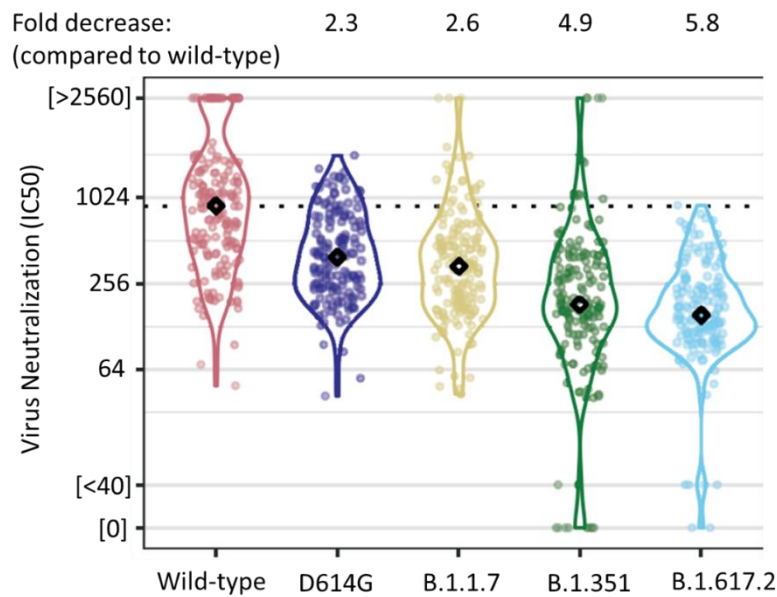 Fold decrease: 2.3 2.6 4.9 5.8
(compared to wild-type)
[>2560]
1024
256
64
[<40]
[0]
Virus Neutralization (IC50)
Wild-type D614G B.1.1.7 B.1.351 B.1.617.2